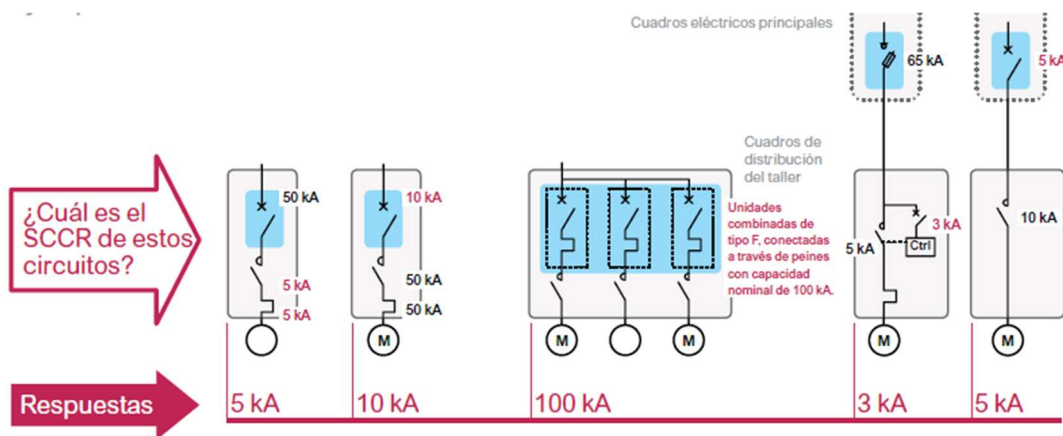 Cuadros eléctricos principales
65 kA
5 kA
Cuadros de
distribución
del taller
¿Cuál es el
SCCR de estos
circuitos?
50 kA
5 kA
5 kA
10 kA
50 kA
50 kA
M
Unidades
combinadas de
tipo F, conectadas
a través de peines
con capacidad
nominal de 100 kA.
M
M
3 kA
5 kA
Ctrl
M
10 kA
M
Respuestas
5 kA
10 kA
100 kA
3 kA
5 kA